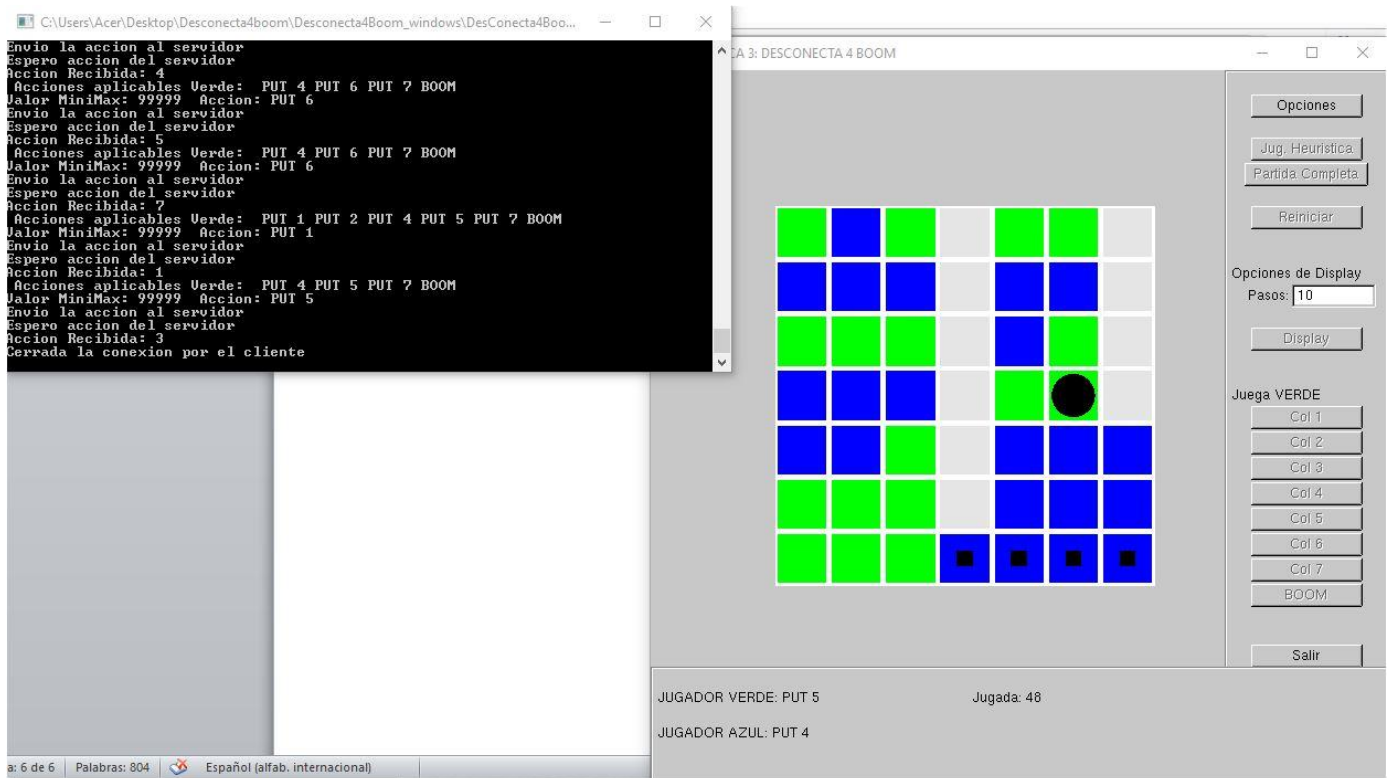 C:\Users\Acer\Desktop\Desconecta4boom\Desconecta4Boom_windows\DesConecta4Boo...
Envio la accion al servidor
Espero accion del servidor
Accion Recibida: 4
Acciones aplicables Verde: PUT 4 PUT 6 PUT 7 BOOM
Valor MiniMax: 99999 Accion: PUT 6
Envio la accion al servidor
Espero accion del servidor
Accion Recibida: 5
Acciones aplicables Verde: PUT 4 PUT 6 PUT 7 BOOM
Valor MiniMax: 99999 Accion: PUT 6
Envio la accion al servidor
Espero accion del servidor
Accion Recibida: 7
Acciones aplicables Verde: PUT 1 PUT 2 PUT 4 PUT 5 PUT 7 BOOM
Valor MiniMax: 99999 Accion: PUT 1
Envio la accion al servidor
Espero accion del servidor
Accion Recibida: 1
Acciones aplicables Verde: PUT 4 PUT 5 PUT 7 BOOM
Valor MiniMax: 99999 Accion: PUT 5
Envio la accion al servidor
Espero accion del servidor
Accion Recibida: 3
Cerrada la conexion por el cliente
CA 3: DESCONECTA 4 BOOM
Opciones
Jug. Heuristica
Partida Completa
Reiniciar
Opciones de Display
Pasos: 10
Display
Juega VERDE
Col 1
Col 2
Col 3
Col 4
Col 5
Col 6
Col 7
BOOM
Salir
JUGADOR VERDE: PUT 5 Jugada: 48
JUGADOR AZUL: PUT 4
a: 6 de 6 Palabras: 804 Español (alfab. internacional)